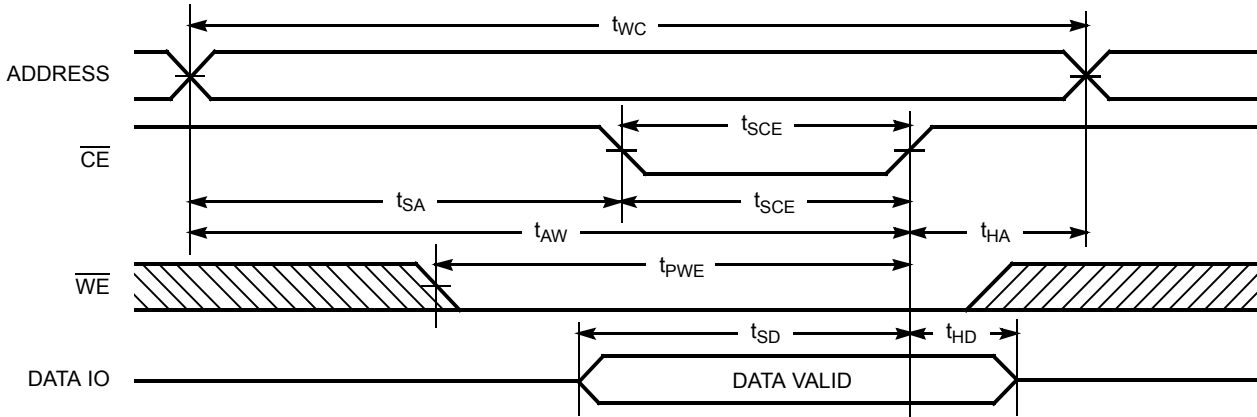 tWC
ADDRESS
tSCE
CE
tSA
tSCE
tAW
tHA
tPWE
WE
tSD
tHD
DATA IO
DATA VALID